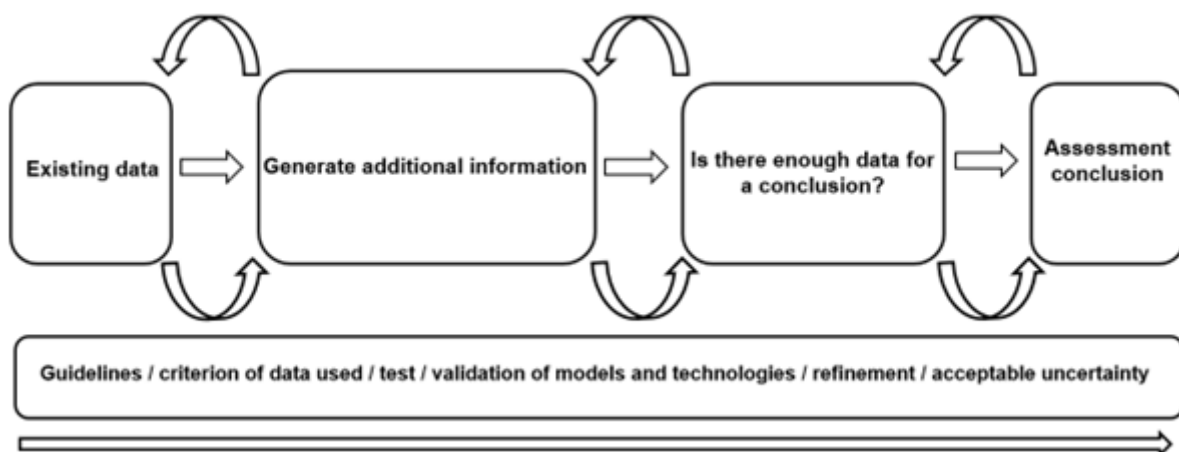 Existing data
Generate additional information
Is there enough data for
a conclusion?
Assessment
conclusion
Guidelines / criterion of data used / test / validation of models and technologies / refinement / acceptable uncertainty